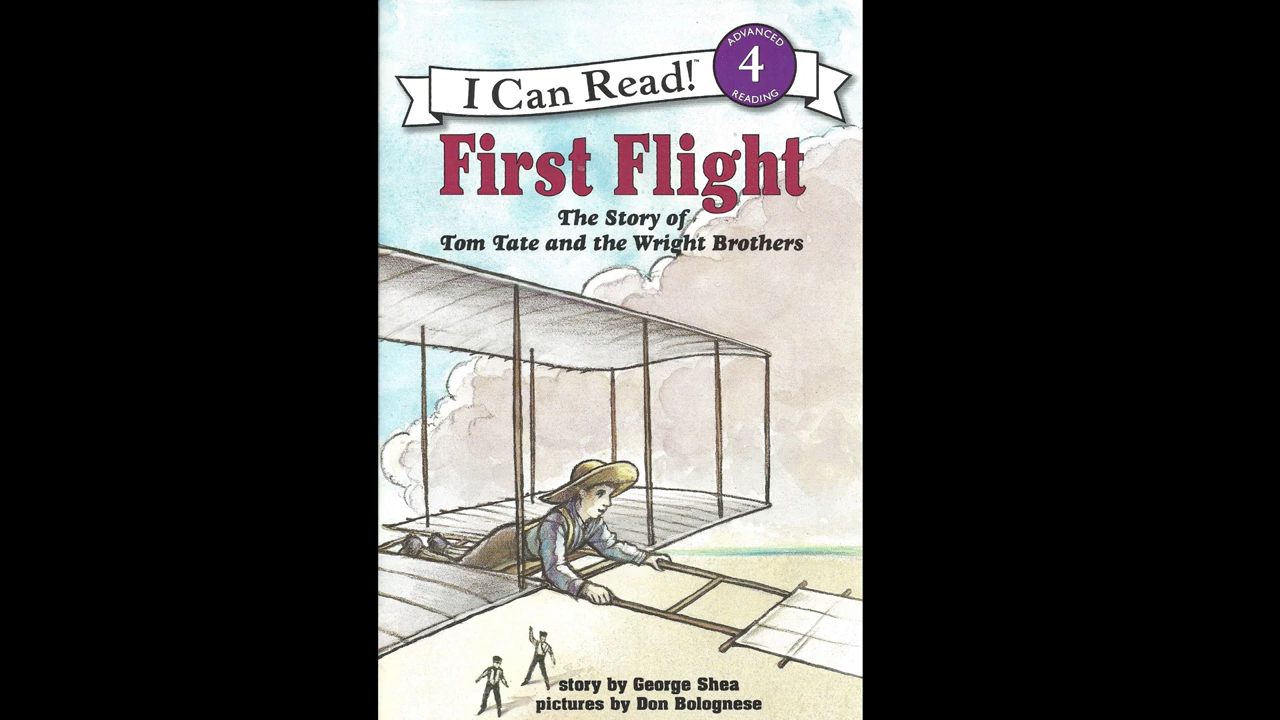 I Can Read!™
ADVANCED
4
READING
First Flight
The Story of
Tom Tate and the Wright Brothers
story by George Shea
pictures by Don Bolognese